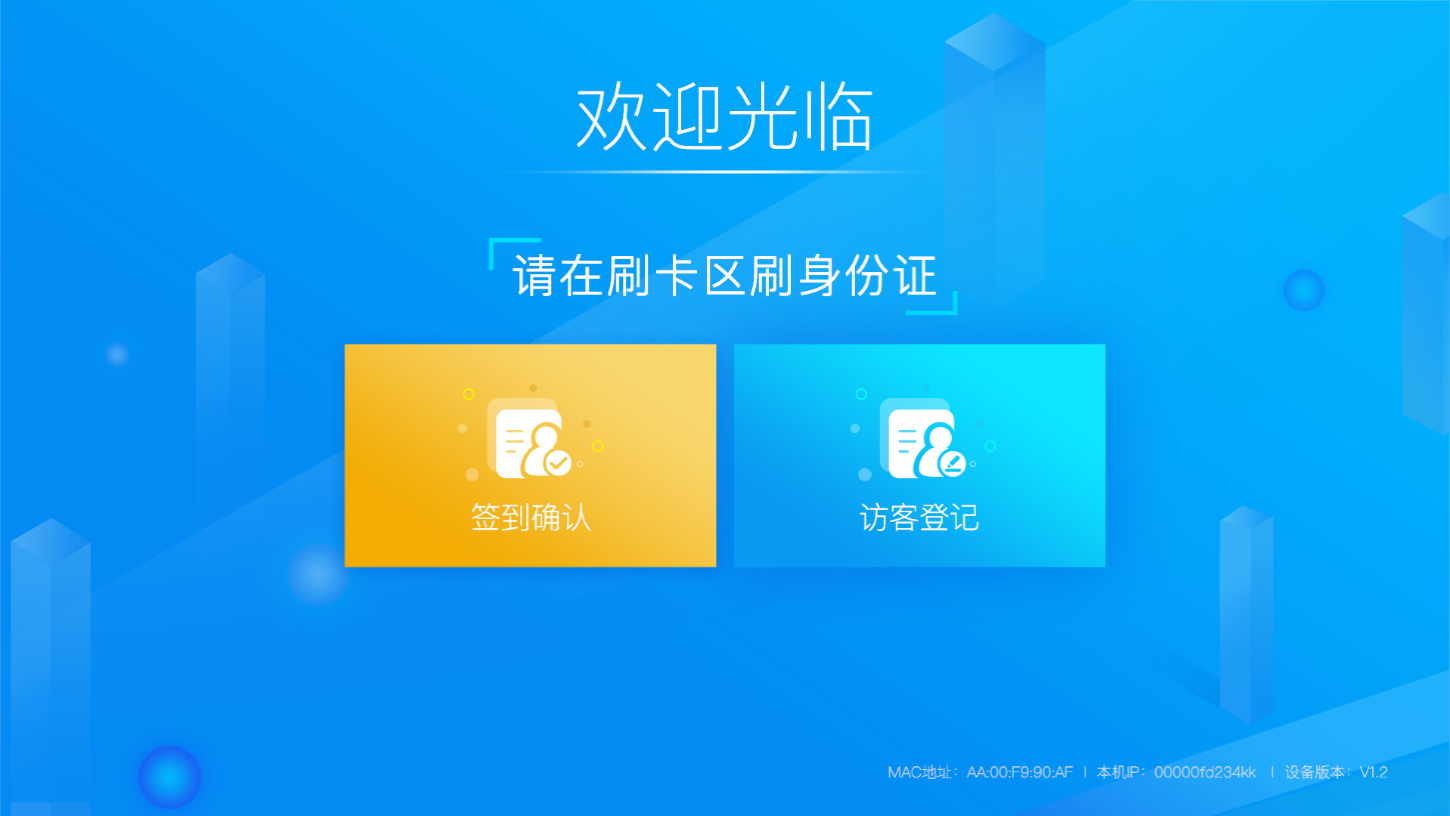 欢迎光临
请在刷卡区刷身份证
签到确认
访客登记
MAC地址：AA:00:F9:90:AF | 本机IP：00000fd234kk | 设备版本：V1.2